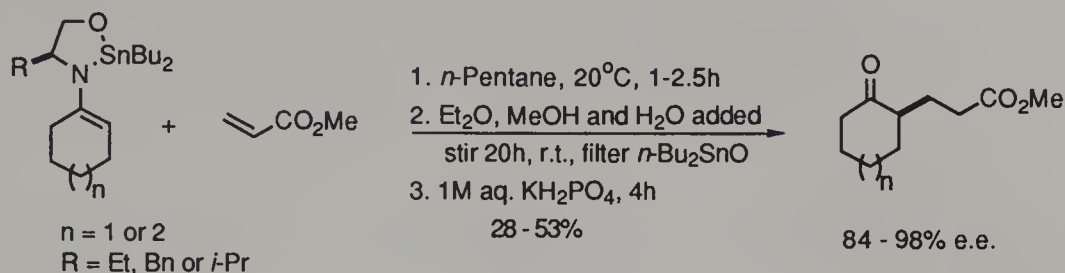 O
SnBu₂
R
N
+
CO₂Me
( )n
n = 1 or 2
R = Et, Bn or i-Pr
1. n-Pentane, 20°C, 1-2.5h
2. Et₂O, MeOH and H₂O added
stir 20h, r.t., filter n-Bu₂SnO
3. 1M aq. KH₂PO₄, 4h
28-53%
O
CO₂Me
( )n
84 - 98% e.e.